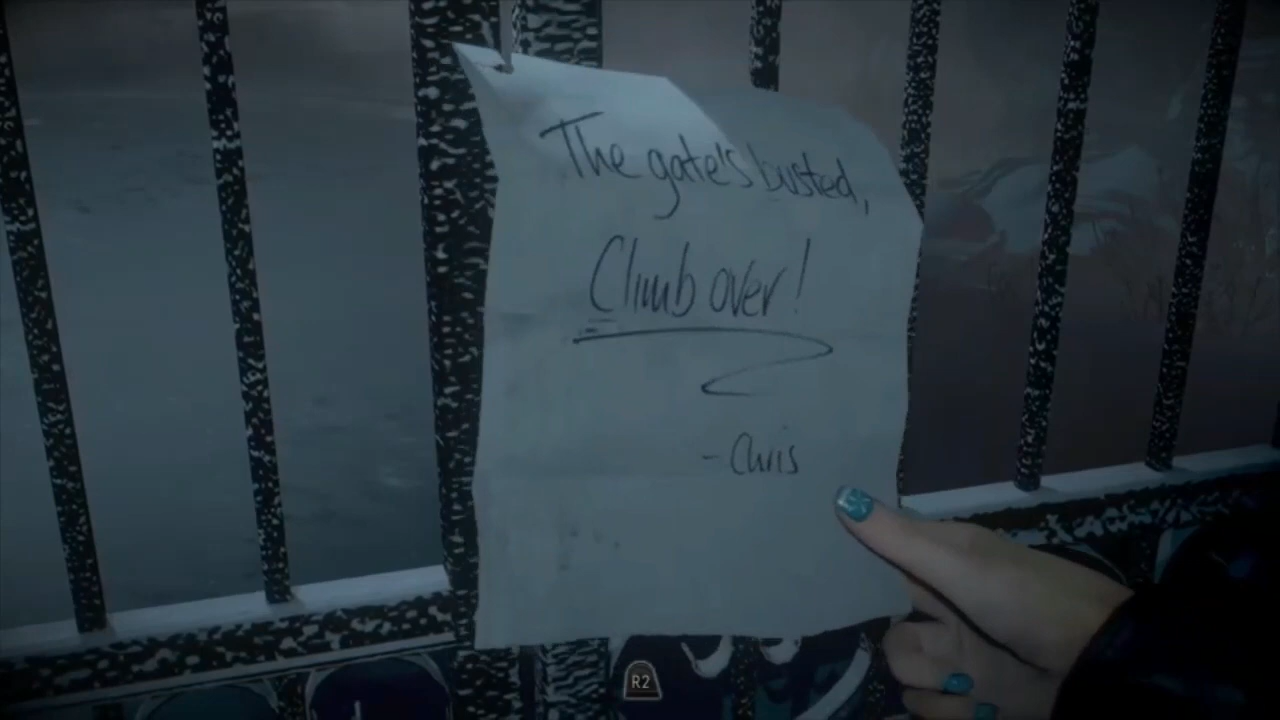 The gate's busted,
Climb over!
- Chris
R2